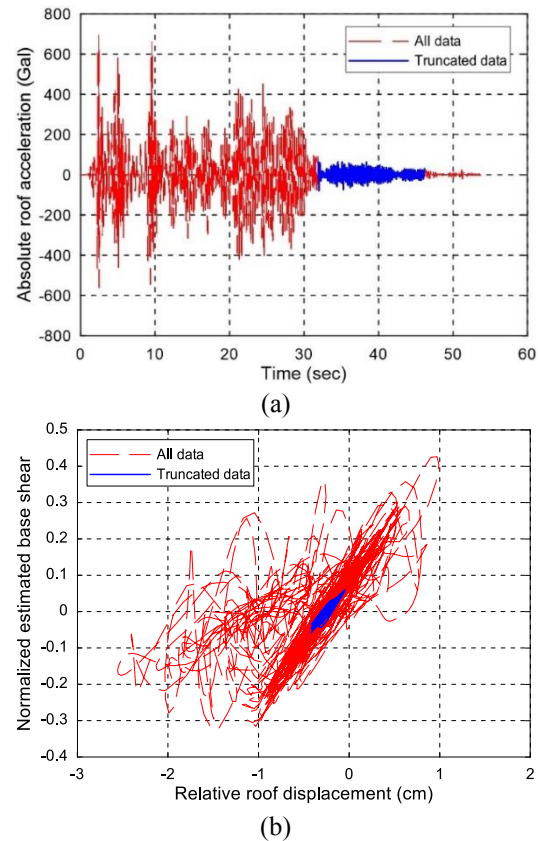 Absolute roof acceleration (Gal)
800
600
400
200
0
-200
-400
-600
-800
All data
Truncated data
0 10 20 30 40 50 60
Time (sec)
(a)
Normalized estimated base shear
0.5
0.4
0.3
0.2
0.1
0
-0.1
-0.2
-0.3
0.4
All data
Truncated data
-3 -2 -1 0 1 2
Relative roof displacement (cm)
(b)